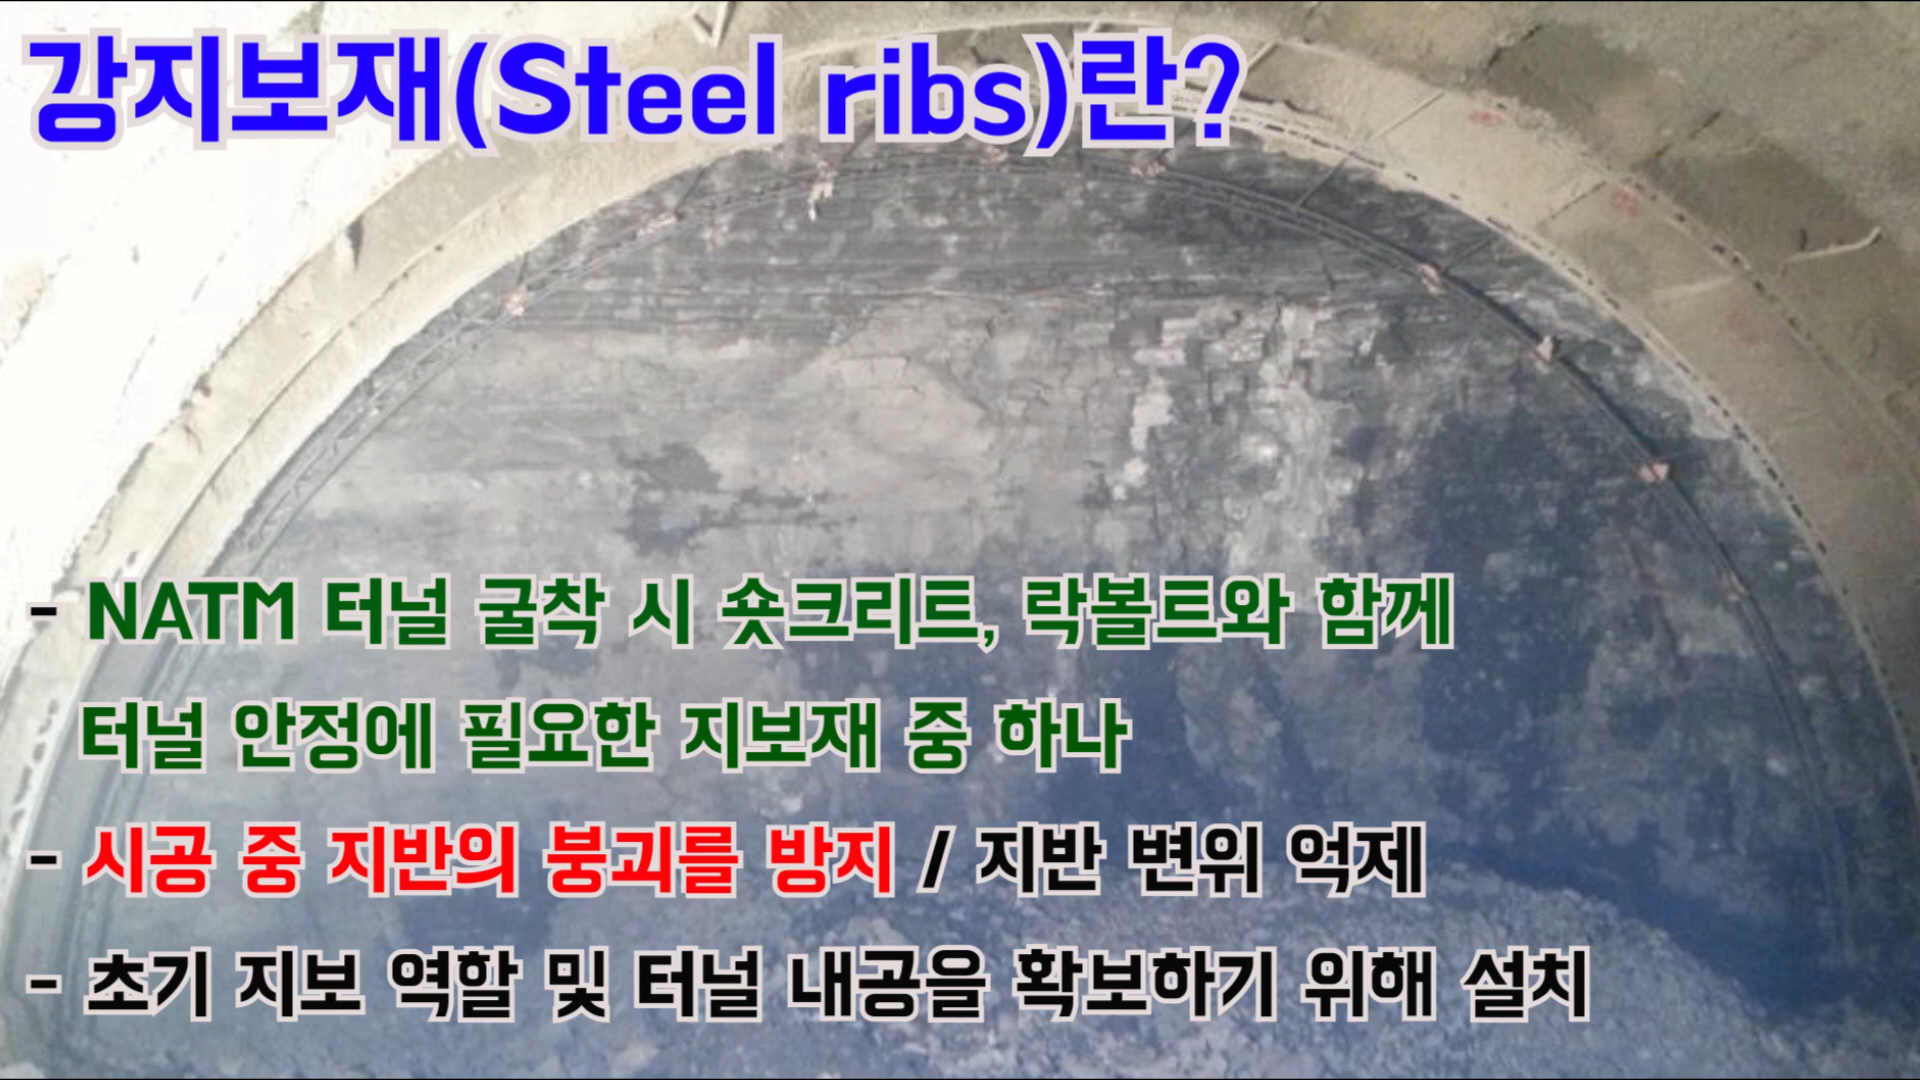 강지보재(Steel ribs)란?
- NATM 터널 굴착 시 숏크리트, 락볼트와 함께
터널 안정에 필요한 지보재 중 하나
- 시공 중 지반의 붕괴를 방지 / 지반 변위 억제
- 초기 지보 역할 및 터널 내공을 확보하기 위해 설치